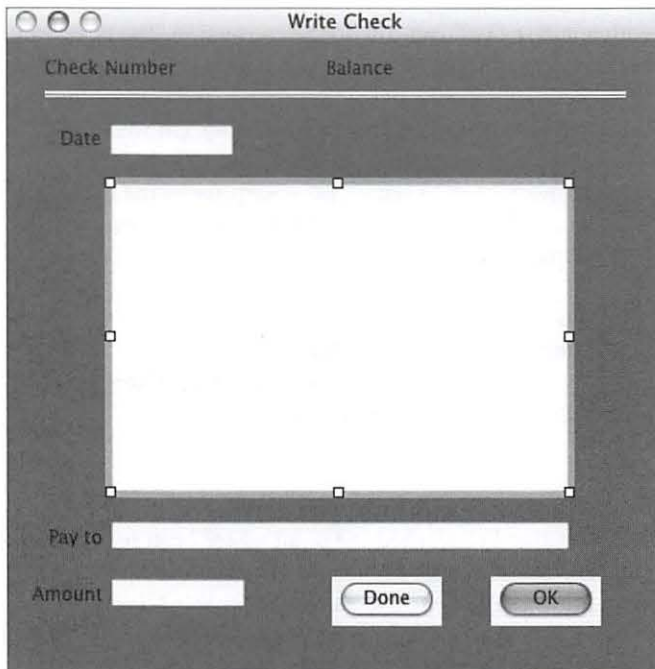 Write Check
Check Number Balance
Date
Pay to
Amount Done OK